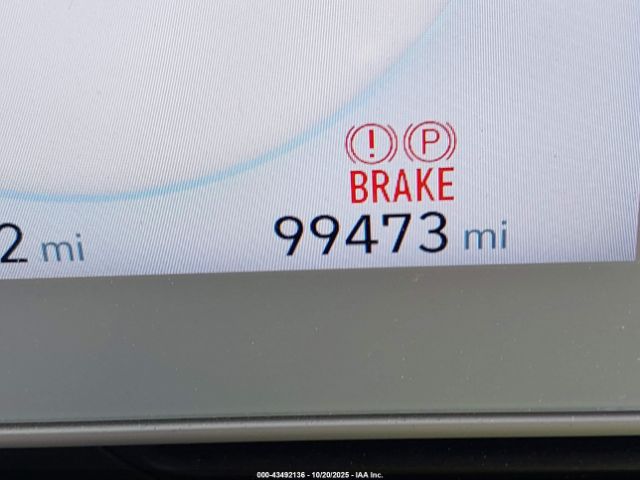 ! P
BRAKE
2 mi 99473 mi
000-43492136 - 10/20/2025 - IAA Inc.